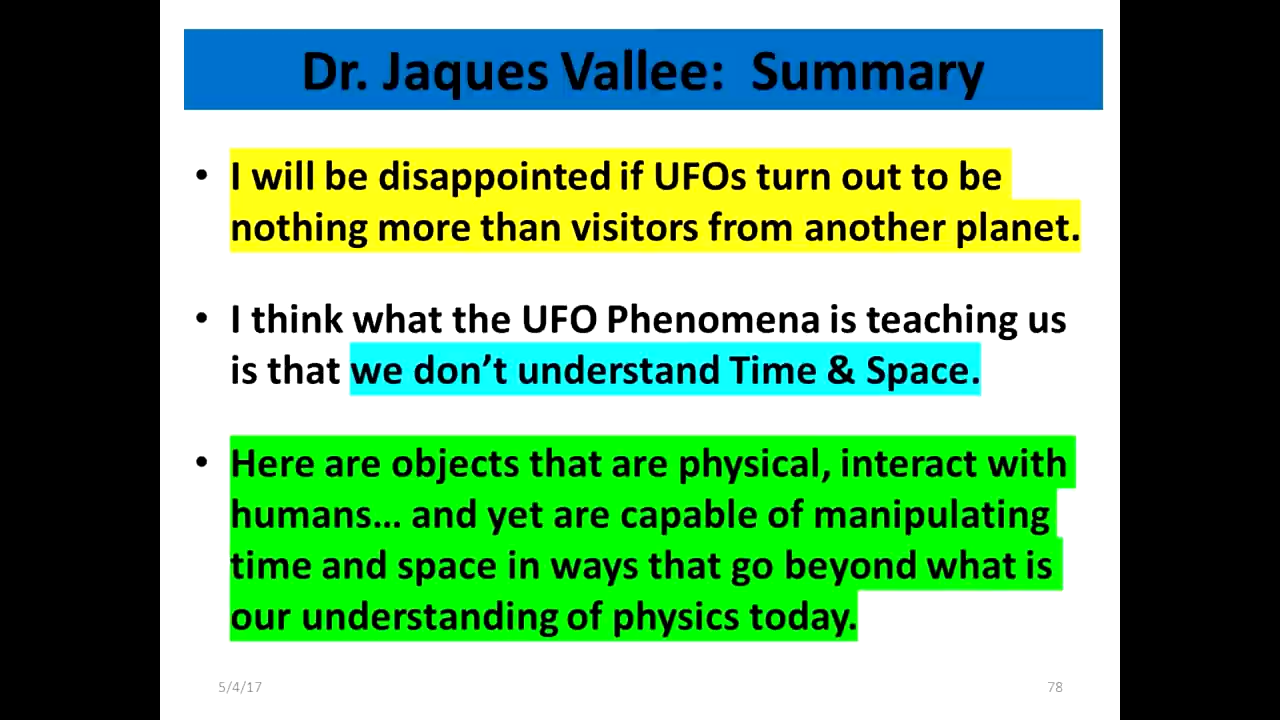 Dr. Jaques Vallee: Summary
• I will be disappointed if UFOs turn out to be
nothing more than visitors from another planet.
• I think what the UFO Phenomena is teaching us
is that we don’t understand Time & Space.
• Here are objects that are physical, interact with
humans... and yet are capable of manipulating
time and space in ways that go beyond what is
our understanding of physics today.
5/4/17 78